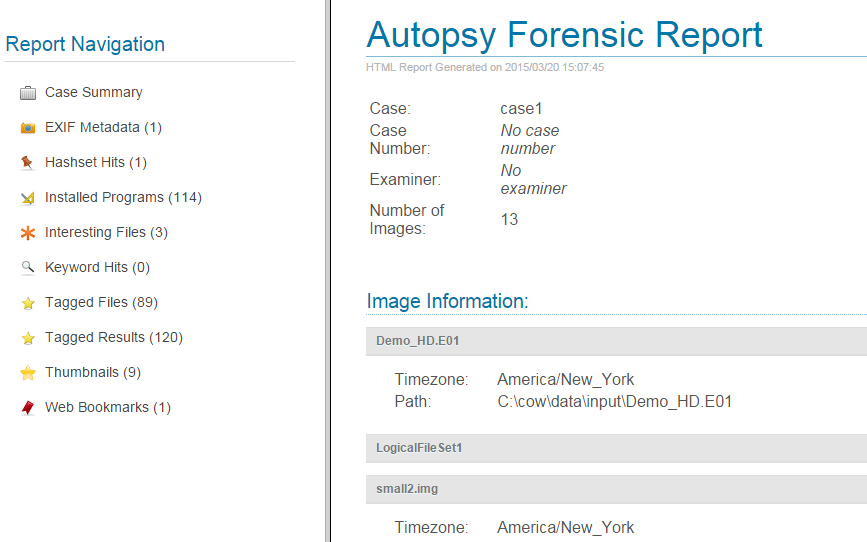 Report Navigation
Case Summary
EXIF Metadata (1)
Hashset Hits (1)
Installed Programs (114)
Interesting Files (3)
Keyword Hits (0)
Tagged Files (89)
Tagged Results (120)
Thumbnails (9)
Web Bookmarks (1)
Autopsy Forensic Report
HTML Report Generated on 2015/03/20 15:07:45
Case: case1
Case No case
Number: number
Examiner: No
examiner
Number of
Images: 13
Image Information:
Demo_HD.E01
Timezone: America/New_York
Path: C:\cow\data\input\Demo_HD.E01
LogicalFileSet1
small2.img
Timezone: America/New_York